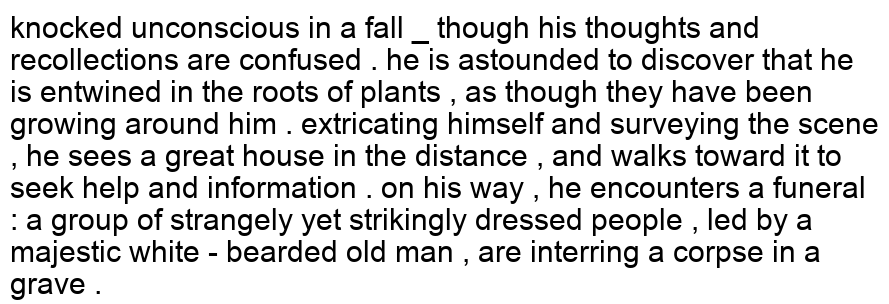 knocked unconscious in a fall _ though his thoughts and
recollections are confused . he is astounded to discover that he
is entwined in the roots of plants , as though they have been
growing around him . extricating himself and surveying the scene
, he sees a great house in the distance , and walks toward it to
seek help and information . on his way , he encounters a funeral
: a group of strangely yet strikingly dressed people , led by a
majestic white - bearded old man , are interring a corpse in a
grave .